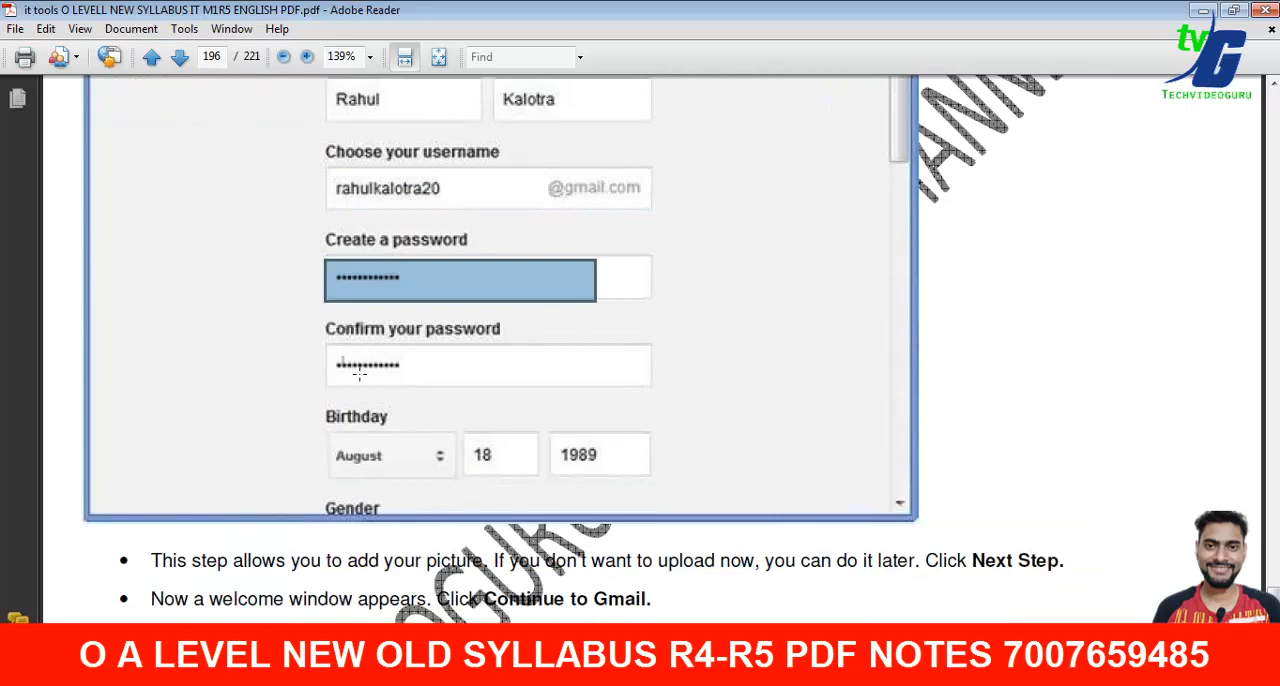 it tools O LEVELL NEW SYLLABUS IT M1R5 ENGLISH PDF.pdf - Adobe Reader
File Edit View Document Tools Window Help
196 / 221 139% Find
tv G
TECHVIDEOGURU
Rahul Kalotra
Choose your username
rahulkalotra20 @gmail.com
Create a password
••••••••••••
Confirm your password
••••••••••••
Birthday
August 18 1989
Gender
• This step allows you to add your picture. If you don't want to upload now, you can do it later. Click Next Step.
• Now a welcome window appears. Click Continue to Gmail.
O A LEVEL NEW OLD SYLLABUS R4-R5 PDF NOTES 7007659485